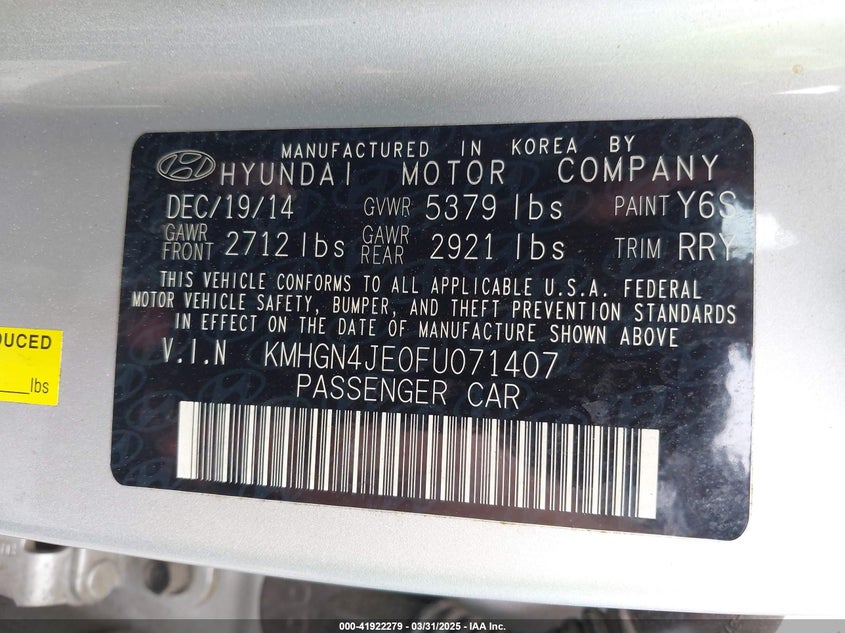 MANUFACTURED IN KOREA BY
HYUNDAI MOTOR COMPANY
DEC/19/14 GVWR 5379 lbs PAINT Y6S
GAWR FRONT 2712 lbs GAWR REAR 2921 lbs TRIM RRY
THIS VEHICLE CONFORMS TO ALL APPLICABLE U.S.A. FEDERAL
MOTOR VEHICLE SAFETY, BUMPER, AND THEFT PREVENTION STANDARDS
IN EFFECT ON THE DATE OF MANUFACTURE SHOWN ABOVE
V.I.N KMHGN4JE0FU071407
PASSENGER CAR
DUCED
lbs
000-41922279 - 03/31/2025 - IAA Inc.